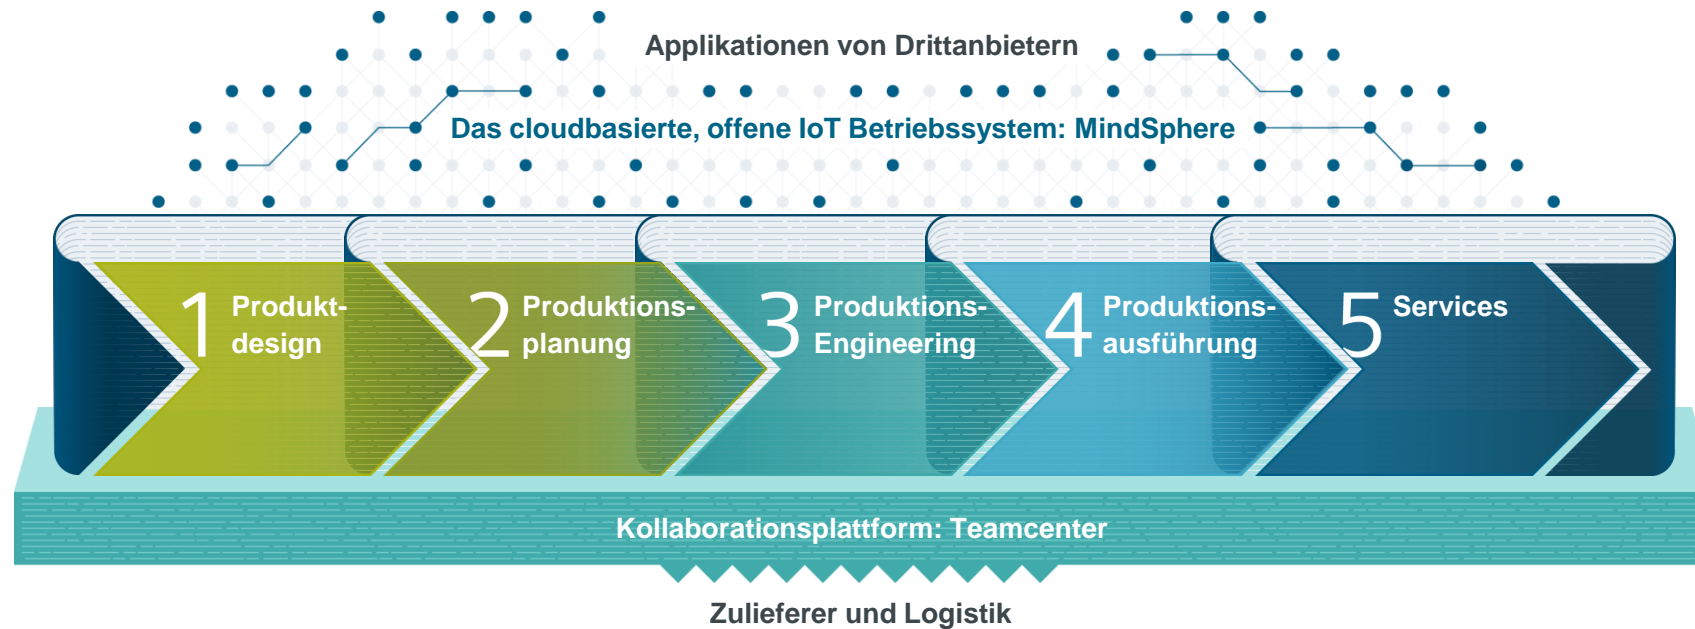 Applikationen von Drittanbietern
Das cloudbasierte, offene IoT Betriebssystem: MindSphere
1 Produkt-
design
2 Produktions-
planung
3 Produktions-
Engineering
4 Produktions-
ausführung
5 Services
Kollaborationsplattform: Teamcenter
Zulieferer und Logistik